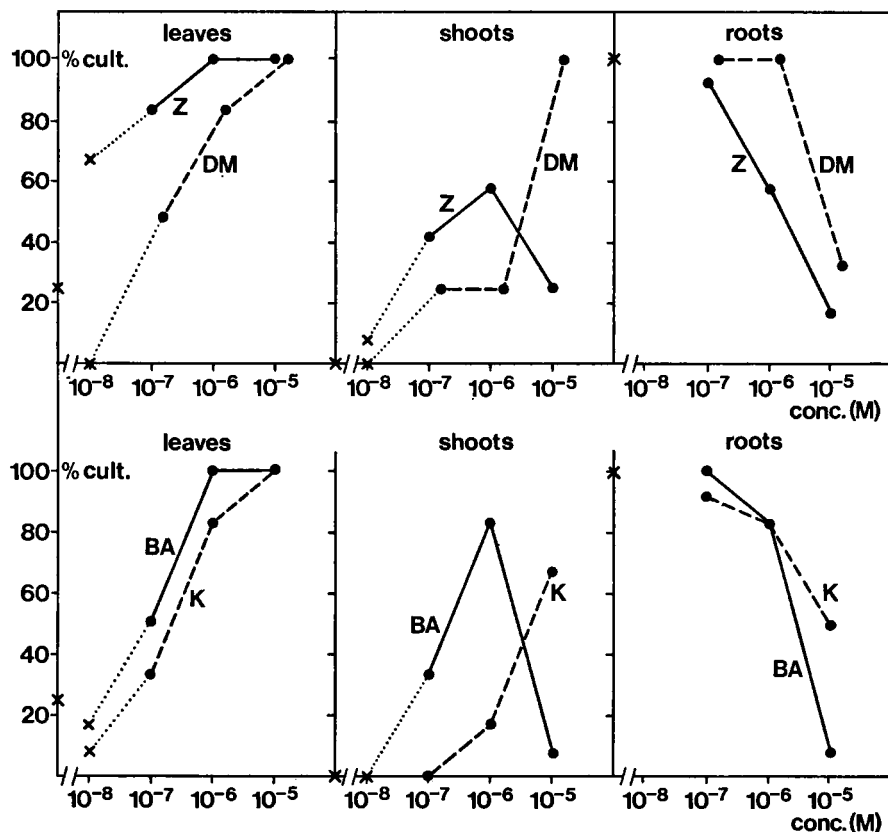 leaves shoots roots
% cult.
100
80
60
40
20
Z
DM
Z
DM
Z
DM
10⁻⁸ 10⁻⁷ 10⁻⁶ 10⁻⁵ 10⁻⁸ 10⁻⁷ 10⁻⁶ 10⁻⁵ 10⁻⁸ 10⁻⁷ 10⁻⁶ 10⁻⁵
conc. (M)
leaves shoots roots
% cult.
100
80
60
40
20
BA
K
BA
K
K
BA
10⁻⁸ 10⁻⁷ 10⁻⁶ 10⁻⁵ 10⁻⁸ 10⁻⁷ 10⁻⁶ 10⁻⁵ 10⁻⁸ 10⁻⁷ 10⁻⁶ 10⁻⁵
conc. (M)